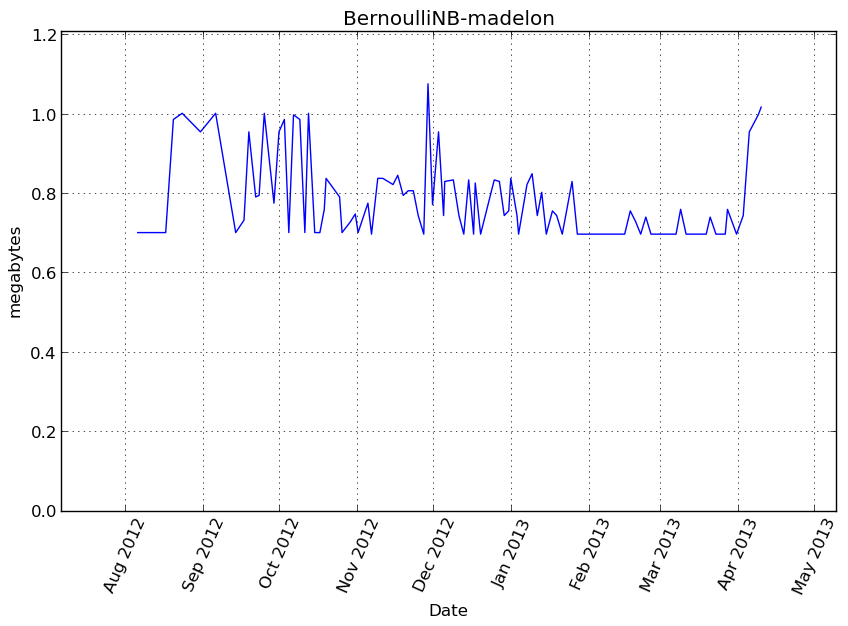 BernoulliNB-madelon
1.2
1.0
0.8
0.6
0.4
0.2
0.0
megabytes
Aug 2012
Sep 2012
Oct 2012
Nov 2012
Dec 2012
Jan 2013
Feb 2013
Mar 2013
Apr 2013
May 2013
Date